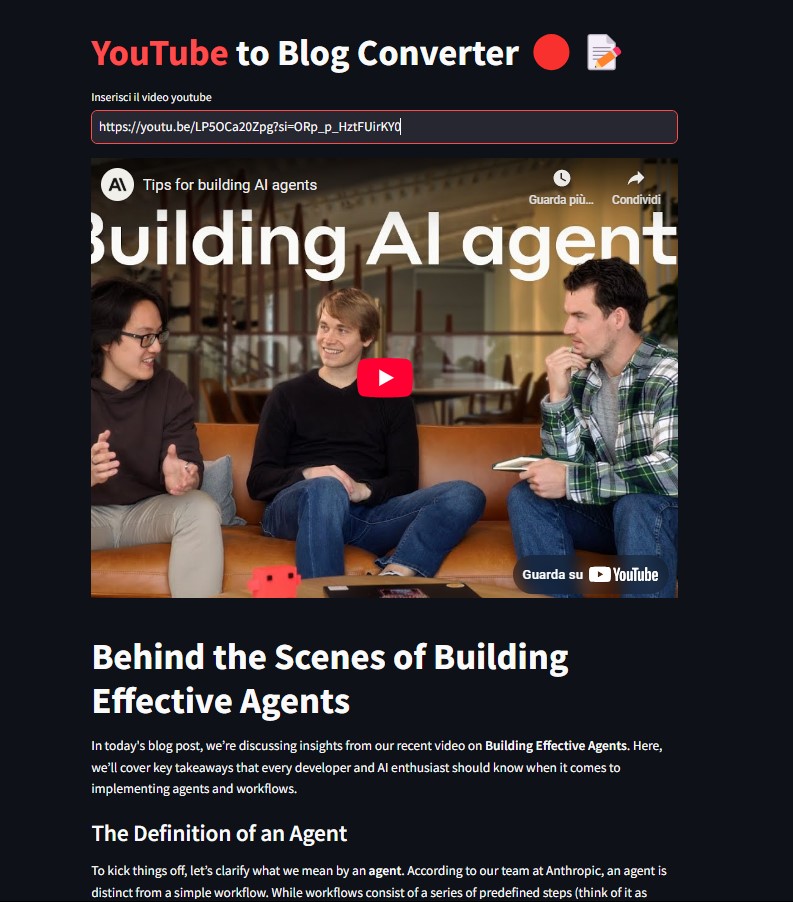 YouTube to Blog Converter
Inserisci il video youtube
https://youtu.be/LP5OCa20Zpg?si=ORp_p_HztFUirKY0
Tips for building AI agents
Guarda più...
Condividi
Building AI agent
Guarda su YouTube
Behind the Scenes of Building
Effective Agents
In today's blog post, we’re discussing insights from our recent video on Building Effective Agents. Here,
we’ll cover key takeaways that every developer and AI enthusiast should know when it comes to
implementing agents and workflows.
The Definition of an Agent
To kick things off, let’s clarify what we mean by an agent. According to our team at Anthropic, an agent is
distinct from a simple workflow. While workflows consist of a series of predefined steps (think of it as